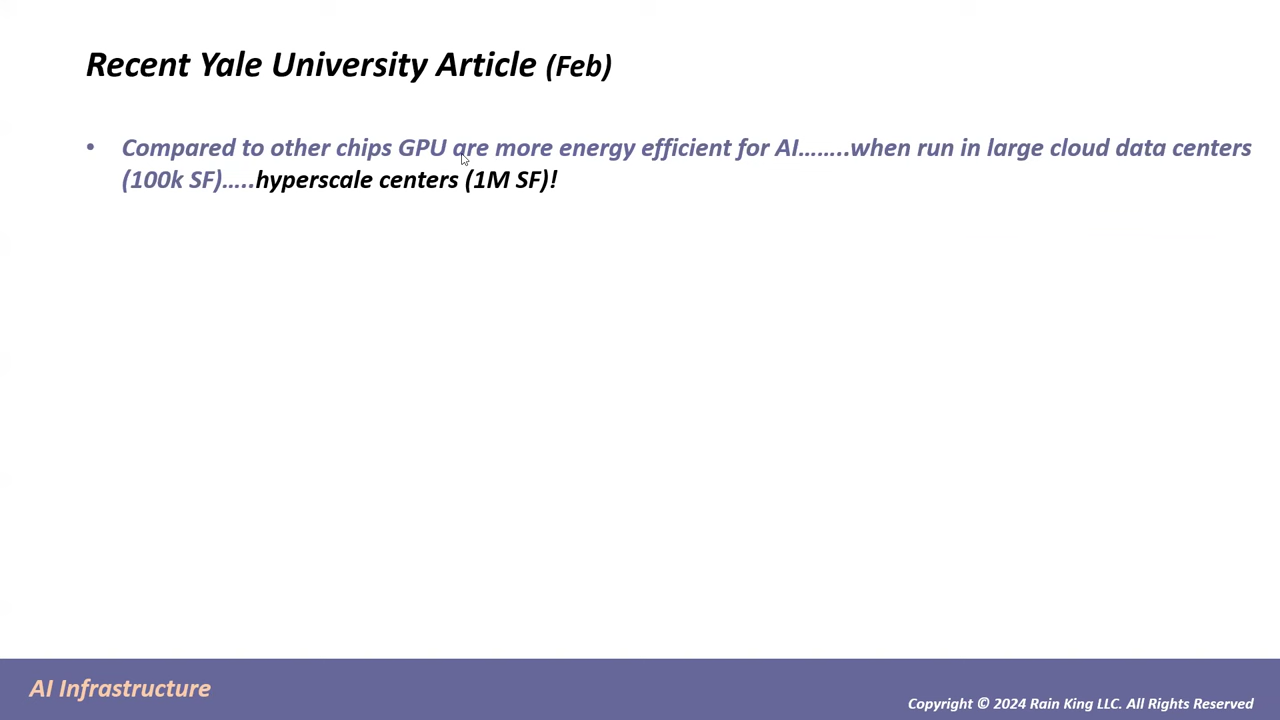 Recent Yale University Article (Feb)
• Compared to other chips GPU are more energy efficient for AI……..when run in large cloud data centers
(100k SF)…..hyperscale centers (1M SF)!
AI Infrastructure
Copyright © 2024 Rain King LLC. All Rights Reserved